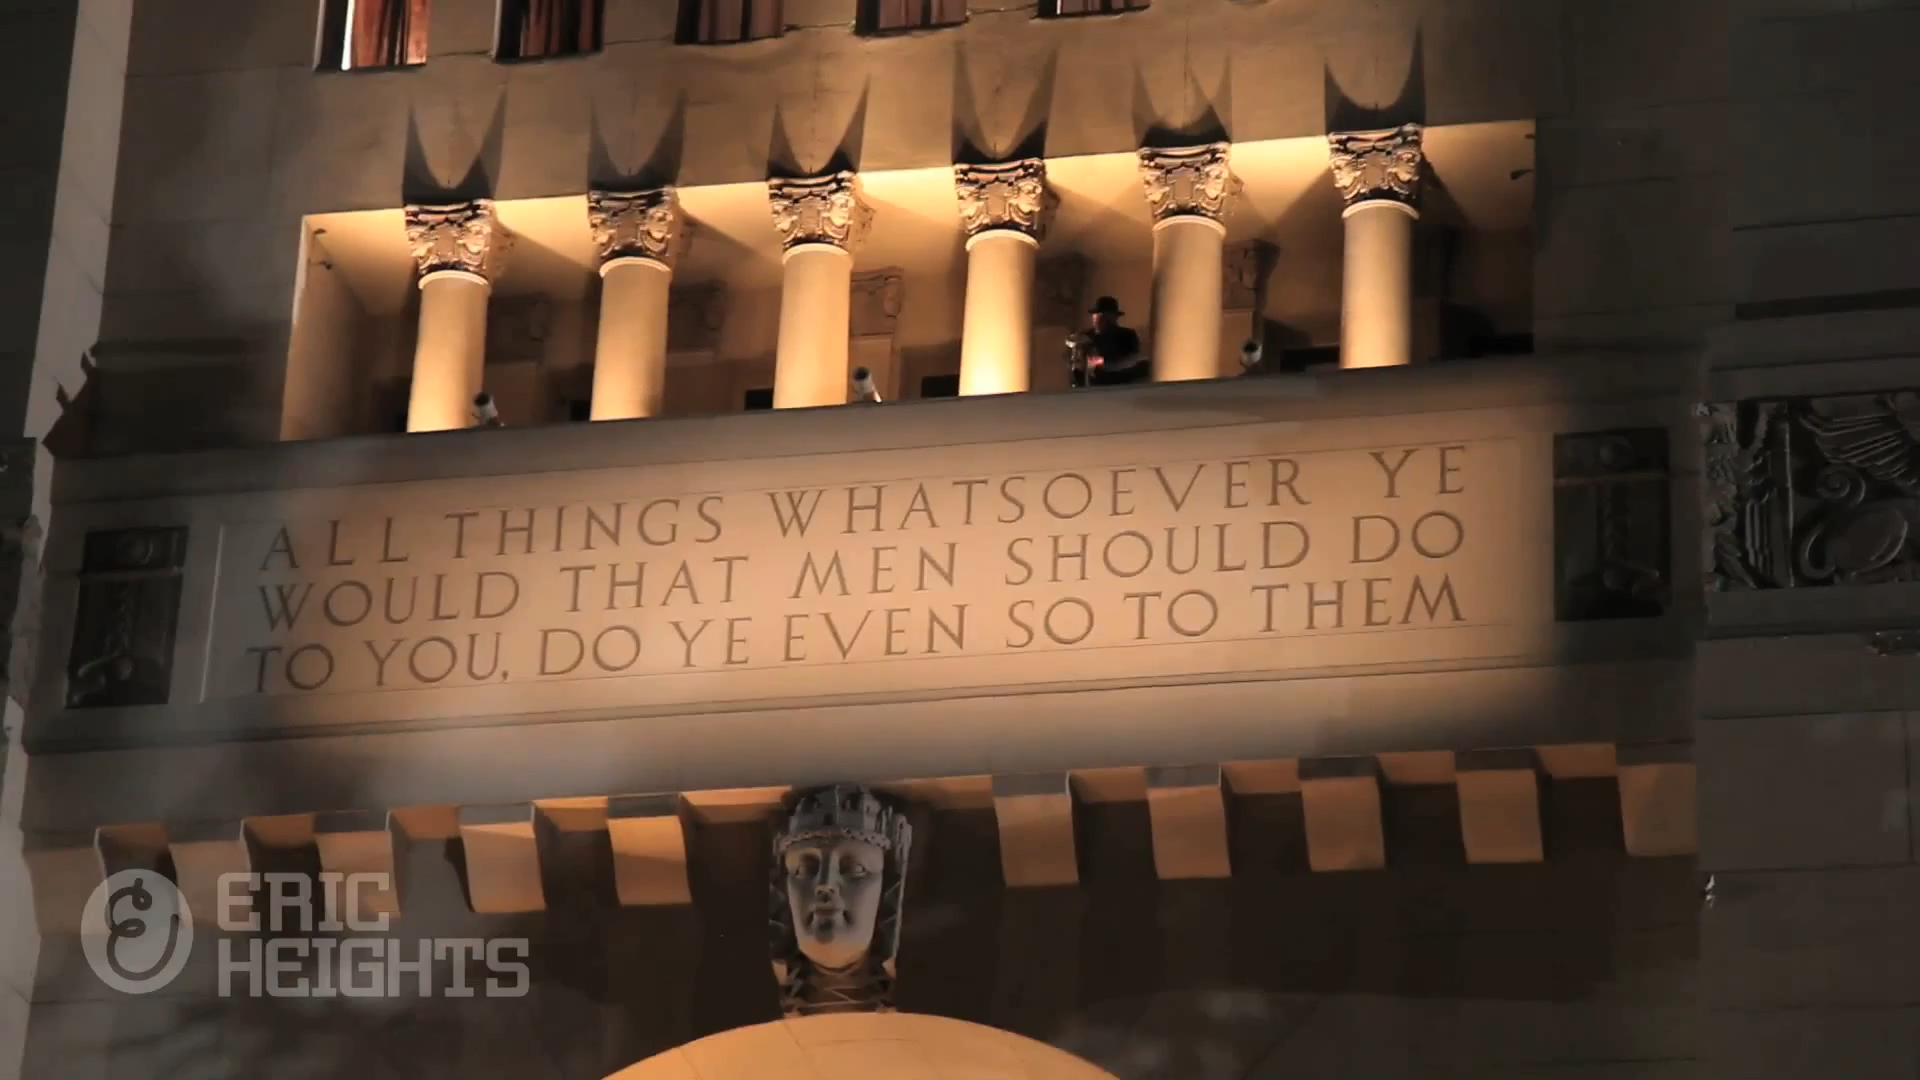 ALL THINGS WHATSOEVER YE
WOULD THAT MEN SHOULD DO
TO YOU, DO YE EVEN SO TO THEM
ERIC
HEIGHTS